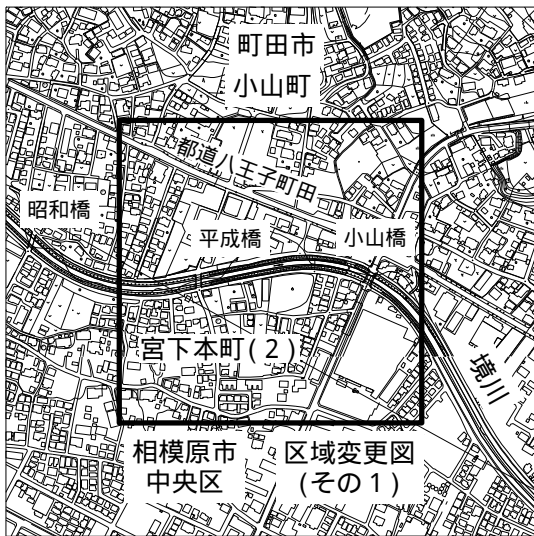 町田市
小山町
都道八王子町田
昭和橋
平成橋
小山橋
宮下本町(２)
境川
相模原市
中央区
区域変更図
(その１)